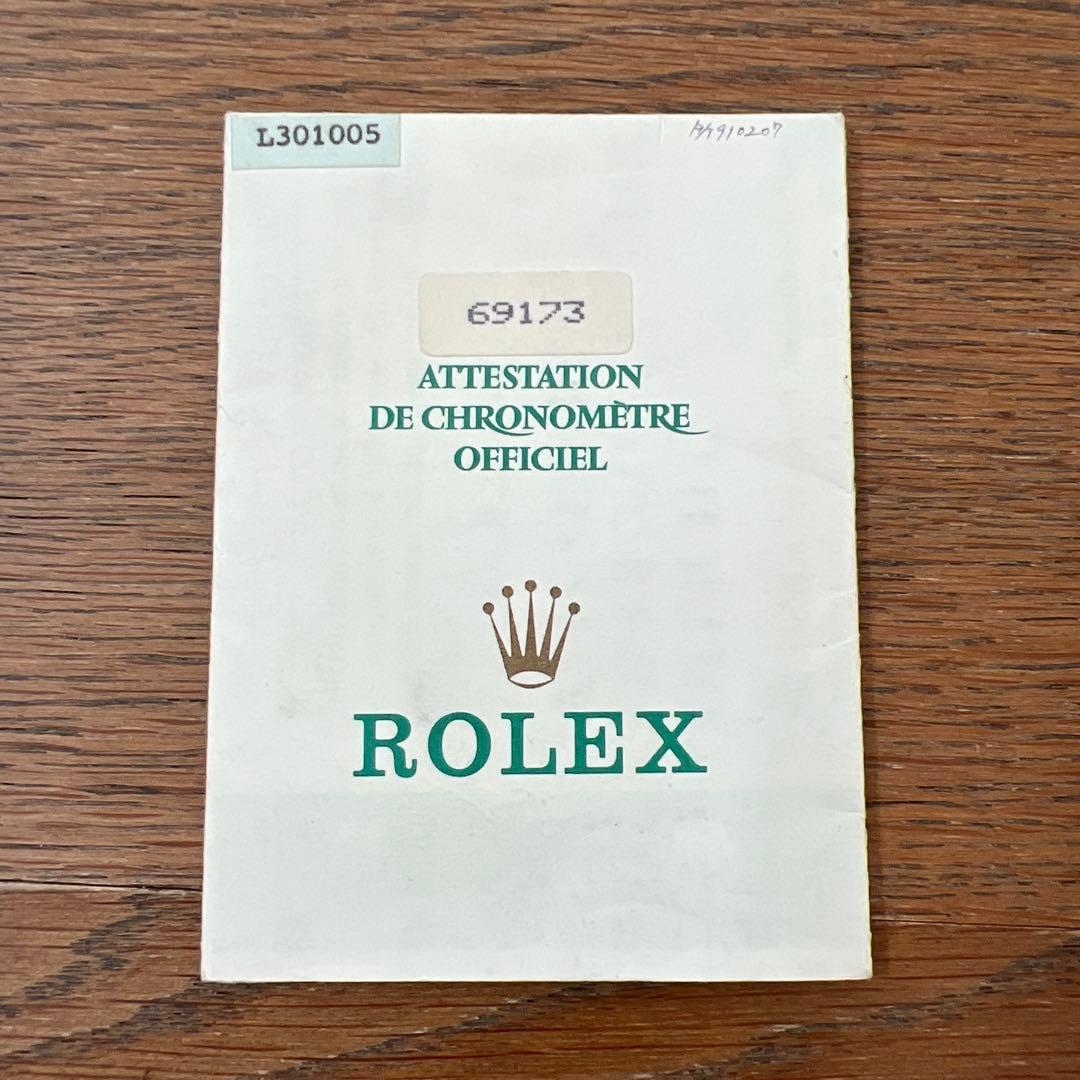 L301005
69173
ATTESTATION
DE CHRONOMÈTRE
OFFICIEL
ROLEX